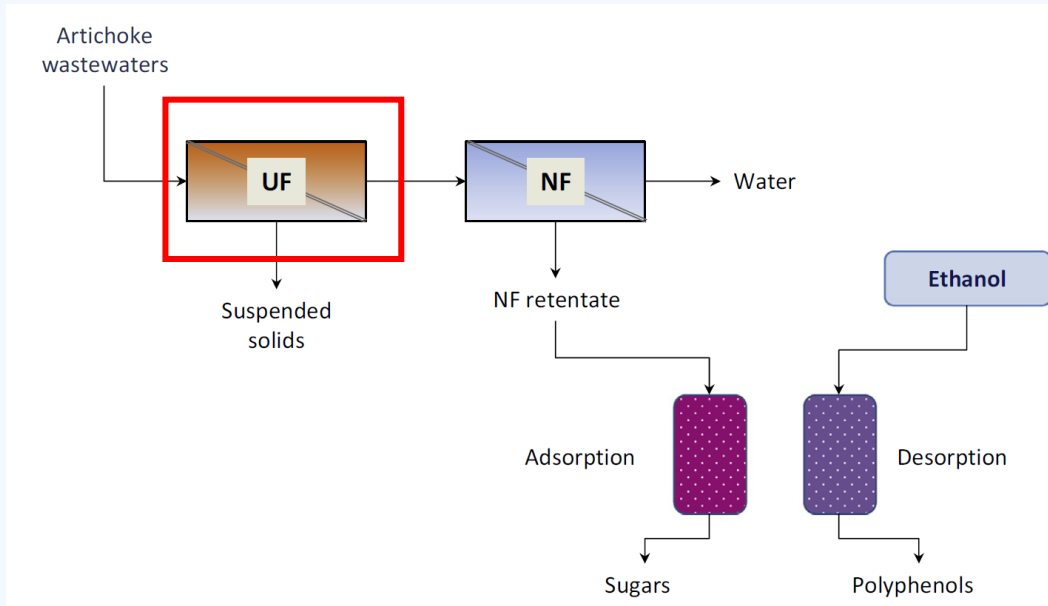 Artichoke
wastewaters
UF
NF
Water
Suspended
solids
NF retentate
Ethanol
Adsorption
Desorption
Sugars
Polyphenols